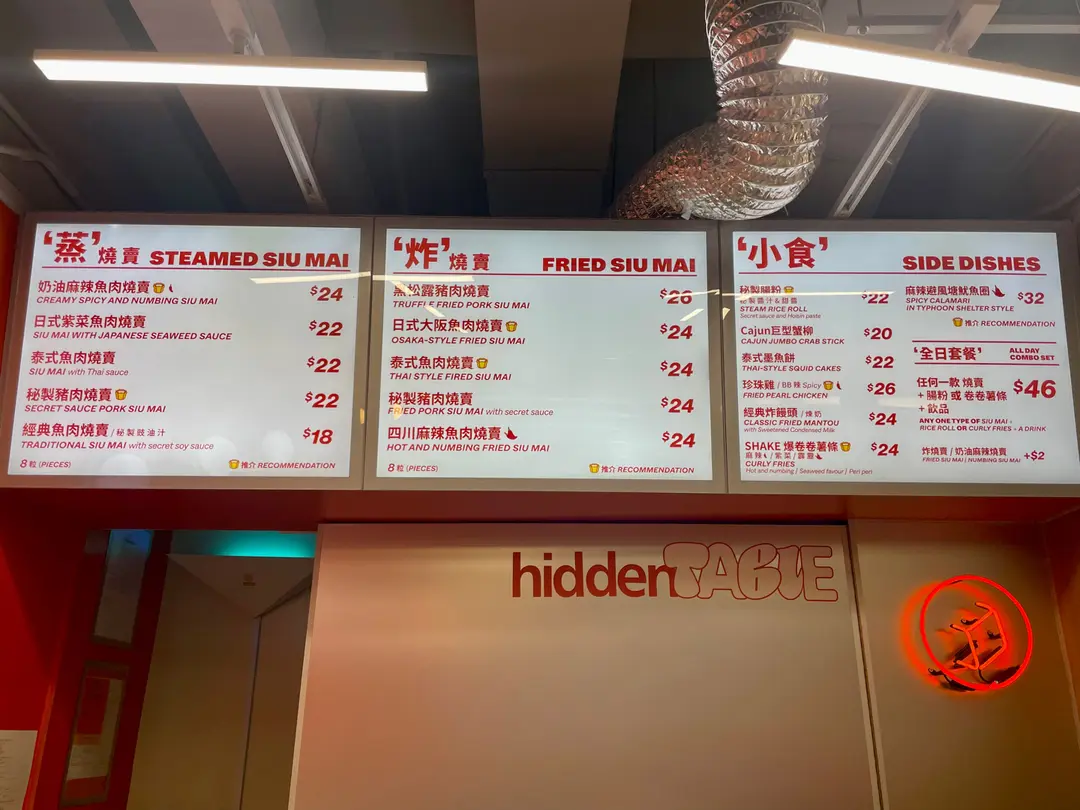 ‘蒸’ 燒賣 STEAMED SIU MAI
奶油麻辣魚肉燒賣 $24
CREAMY SPICY AND NUMBING SIU MAI
日式紫菜魚肉燒賣 $22
SIU MAI WITH JAPANESE SEAWEED SAUCE
泰式魚肉燒賣 $22
SIU MAI with Thai sauce
秘製豬肉燒賣 $22
SECRET SAUCE PORK SIU MAI
經典魚肉燒賣 / 秘製豉油汁 $18
TRADITIONAL SIU MAI with secret soy sauce
8粒 (PIECES) 推介 RECOMMENDATION
‘炸’ 燒賣 FRIED SIU MAI
黑松露豬肉燒賣 $26
TRUFFLE FRIED PORK SIU MAI
日式大阪魚肉燒賣 $24
OSAKA-STYLE FRIED SIU MAI
泰式魚肉燒賣 $24
THAI STYLE FIRED SIU MAI
秘製豬肉燒賣 $24
FRIED PORK SIU MAI with secret sauce
四川麻辣魚肉燒賣 $24
HOT AND NUMBING FRIED SIU MAI
8粒 (PIECES) 推介 RECOMMENDATION
‘小食’ SIDE DISHES
秘製腸粉 $22
秘製醬汁&甜醬
STEAM RICE ROLL
Secret sauce and Hoisin paste
Cajun巨型蟹柳 $20
CAJUN JUMBO CRAB STICK
泰式墨魚餅 $22
THAI-STYLE SQUID CAKES
珍珠雞 / BB辣 Spicy $26
FRIED PEARL CHICKEN
經典炸饅頭 / 煉奶 $24
CLASSIC FRIED MANTOU
with Sweetened Condensed Milk
SHAKE 爆卷卷薯條 $24
麻辣 / 紫菜 / 霹靂
CURLY FRIES
Hot and numbing / Seaweed favour / Peri peri
麻辣避風塘魷魚圈 $32
SPICY CALAMARI
IN TYPHOON SHELTER STYLE
推介 RECOMMENDATION
‘全日套餐’ ALL DAY
COMBO SET
任何一款 燒賣 $46
+ 腸粉 或 卷卷薯條
+ 飲品
ANY ONE TYPE OF SIU MAI +
RICE ROLL OR CURLY FRIES + A DRINK
炸燒賣 / 奶油麻辣燒賣 +$2
FRIED SIU MAI / NUMBING SIU MAI
hiddenTABLE